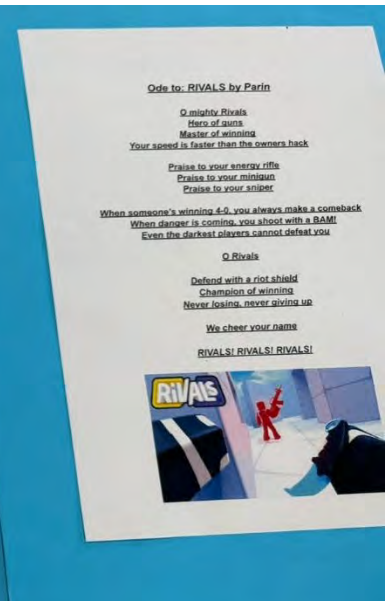 Ode to: RIVALS by Parin
O mighty Rivals
Hero of guns
Master of winning
Your speed is faster than the owners hack
Praise to your energy rifle
Praise to your minigun
Praise to your sniper
When someone's winning 4-0, you always make a comeback
When danger is coming, you shoot with a BAM!
Even the darkest players cannot defeat you
O Rivals
Defend with a riot shield
Champion of winning
Never losing, never giving up
We cheer your name
RIVALS! RIVALS! RIVALS!
RiVALS